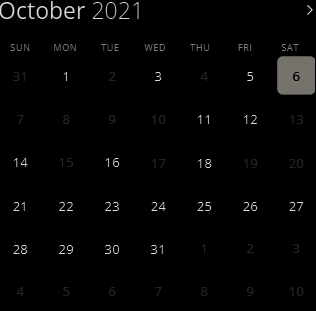 October 2021 >
SUN MON TUE WED THU FRI SAT
31 1 2 3 4 5 6
7 8 9 10 11 12 13
14 15 16 17 18 19 20
21 22 23 24 25 26 27
28 29 30 31 1 2 3
4 5 6 7 8 9 10